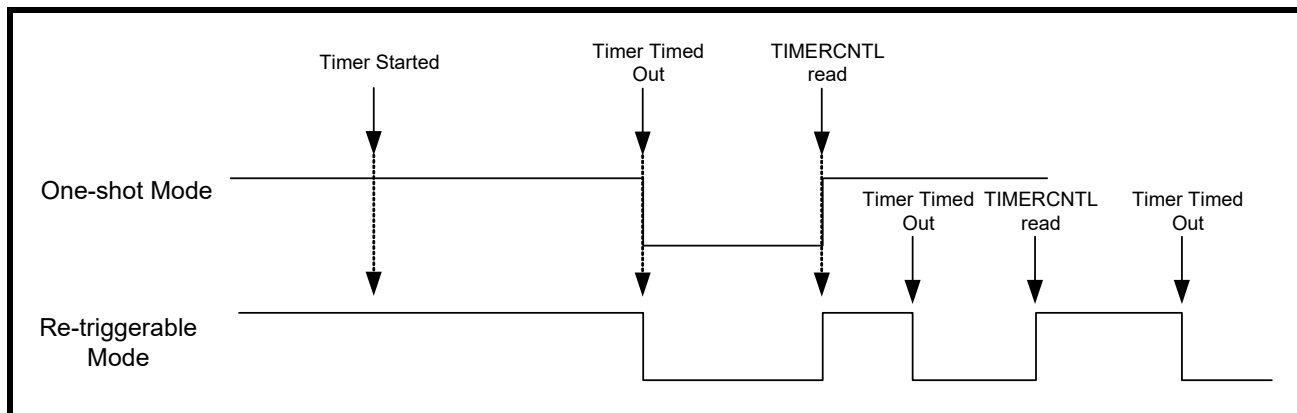 Timer Started
Timer Timed
Out
TIMERCNTL
read
One-shot Mode
Timer Timed
Out
TIMERCNTL
read
Timer Timed
Out
Re-triggerable
Mode